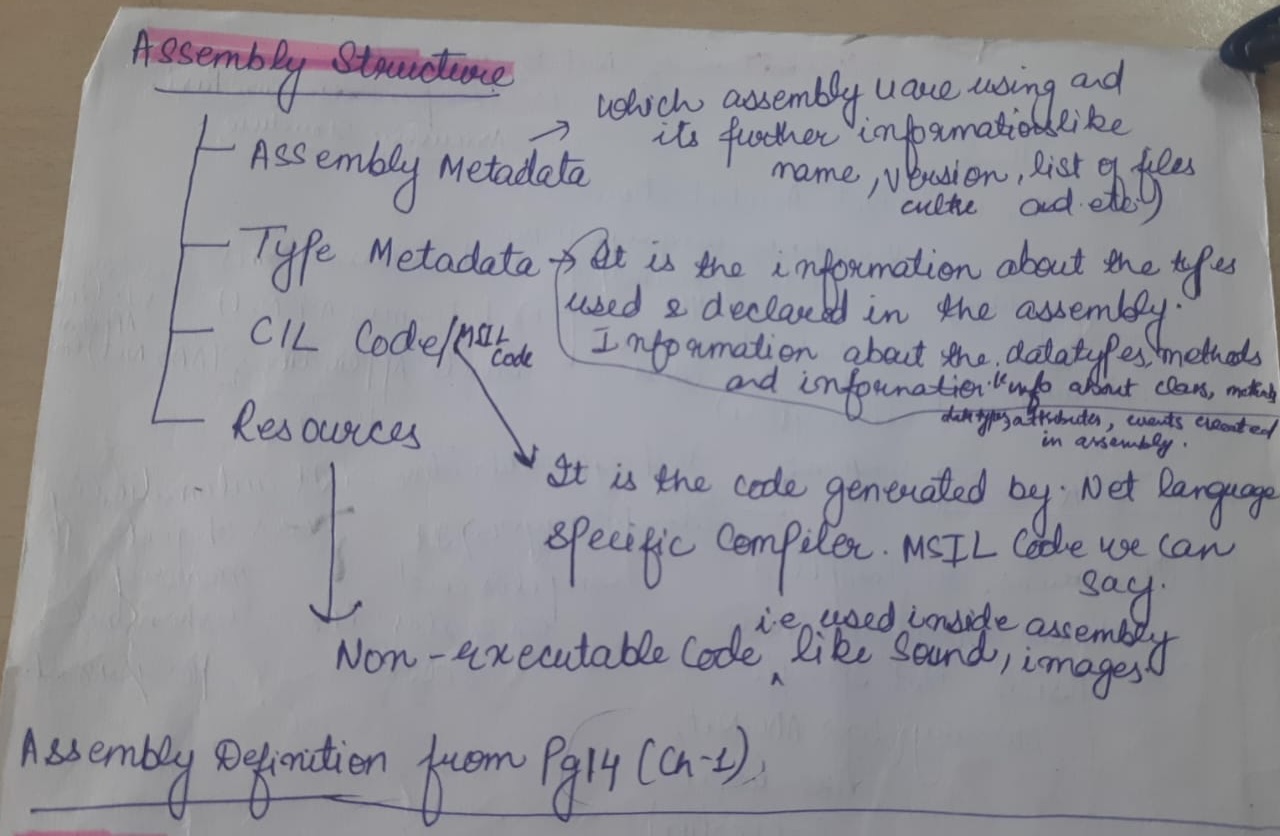 Assembly Structure
Assembly Metadata → which assembly u are using and
its further information like
name, version, list of files
cultre and etc.)
Type Metadata → It is the information about the types
used & declared in the assembly.
Information about the datatypes, methods
and information. info about class, methods
datatypes, attributes, events created
in assembly.
CIL Code/MSIL
Code
Resources
It is the code generated by .Net language
specific Compiler. MSIL Code we can
say.
i.e used inside assembly
Non-executable Code ^ like Sound, images.
Assembly Definition from Pg14 (Ch-1)